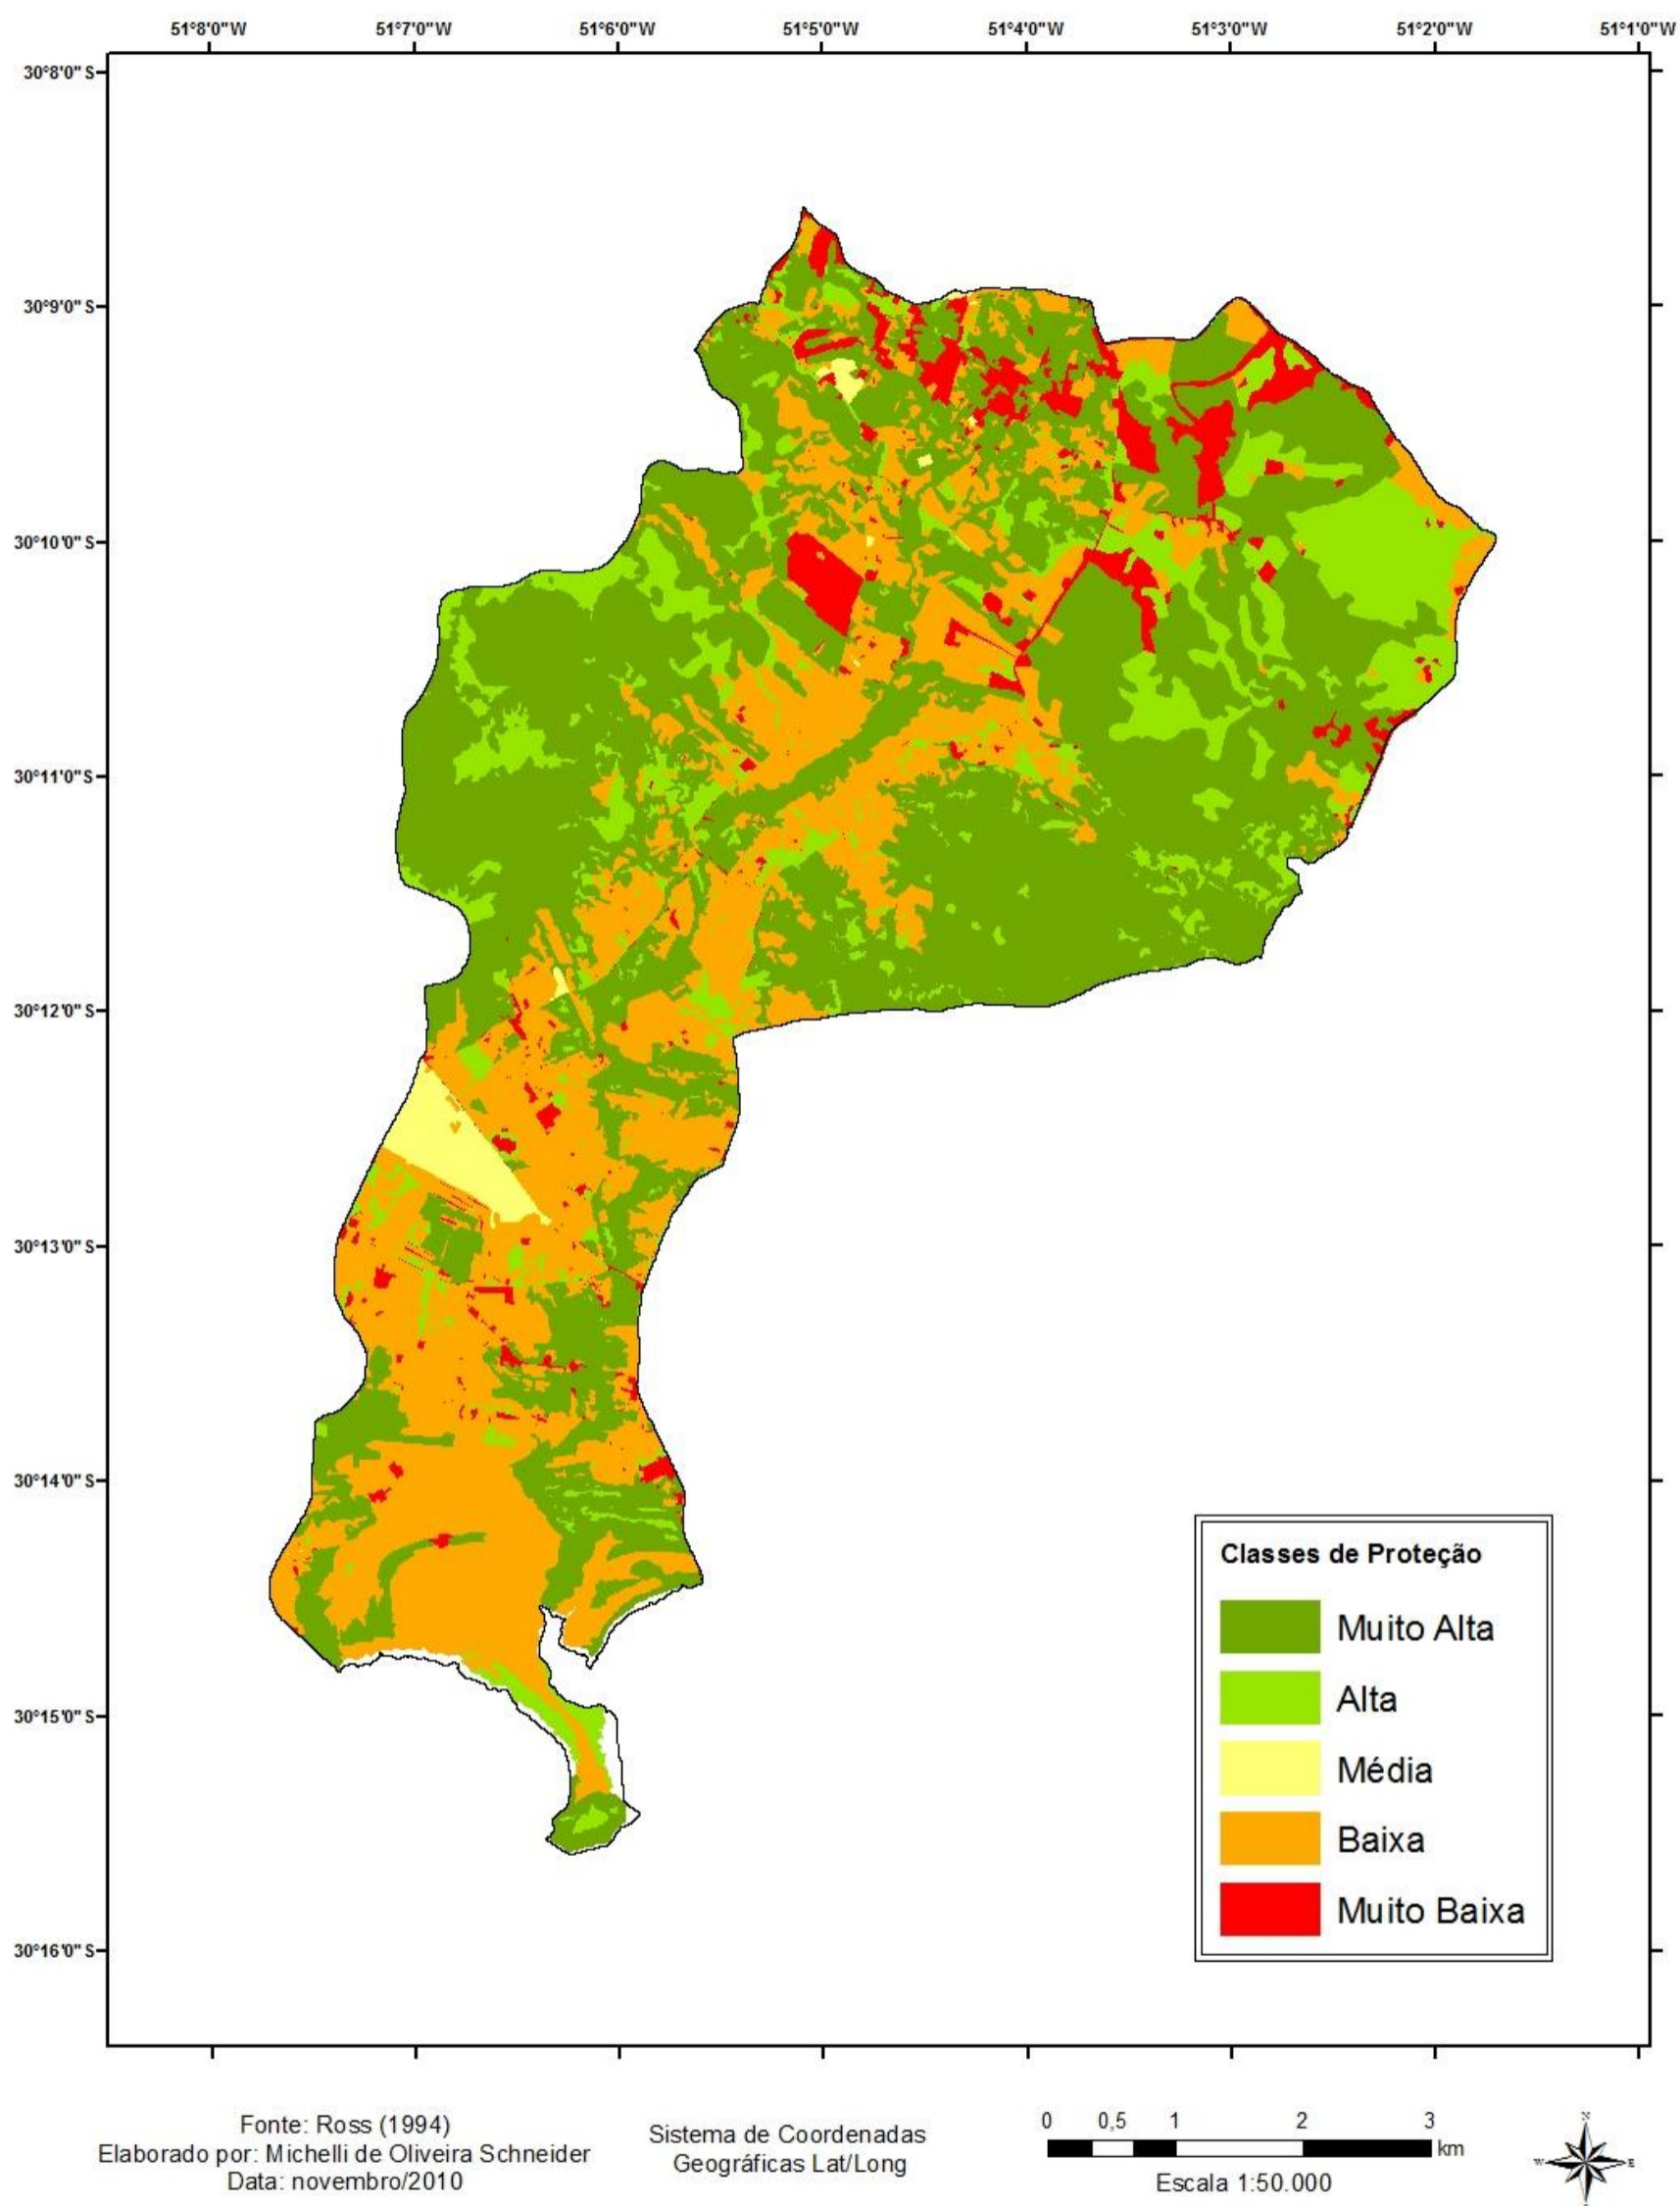 51°8'0"W 51°7'0"W 51°6'0"W 51°5'0"W 51°4'0"W 51°3'0"W 51°2'0"W 51°1'0"W
30°8'0"S
30°9'0"S
30°10'0"S
30°11'0"S
30°12'0"S
30°13'0"S
30°14'0"S
30°15'0"S
30°16'0"S
Classes de Proteção
Muito Alta
Alta
Média
Baixa
Muito Baixa
Fonte: Ross (1994)
Elaborado por: Michelli de Oliveira Schneider
Data: novembro/2010
Sistema de Coordenadas
Geográficas Lat/Long
0 0,5 1 2 3
km
Escala 1:50.000
N
W E